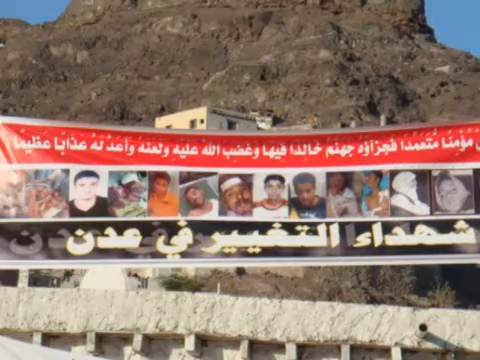 مؤمنا متعمدا فجزاؤه جهنم خالدا فيها وغضب الله عليه ولعنه وأعد له عذابا عظيما
شهداء التغيير في عدن